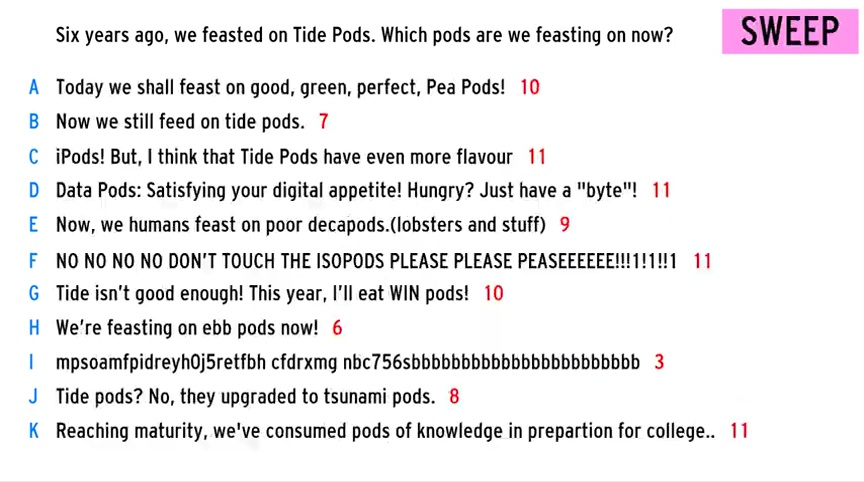 Six years ago, we feasted on Tide Pods. Which pods are we feasting on now? SWEEP
A Today we shall feast on good, green, perfect, Pea Pods! 10
B Now we still feed on tide pods. 7
C iPods! But, I think that Tide Pods have even more flavour 11
D Data Pods: Satisfying your digital appetite! Hungry? Just have a "byte"! 11
E Now, we humans feast on poor decapods.(lobsters and stuff) 9
F NO NO NO NO DON'T TOUCH THE ISOPODS PLEASE PLEASE PEASEEEEEE!!!1!1!!1 11
G Tide isn't good enough! This year, I'll eat WIN pods! 10
H We're feasting on ebb pods now! 6
I mpsoamfpidreyh0j5retfbh cfdrxmg nbc756sbbbbbbbbbbbbbbbbbbbbbbb 3
J Tide pods? No, they upgraded to tsunami pods. 8
K Reaching maturity, we've consumed pods of knowledge in prepartion for college.. 11